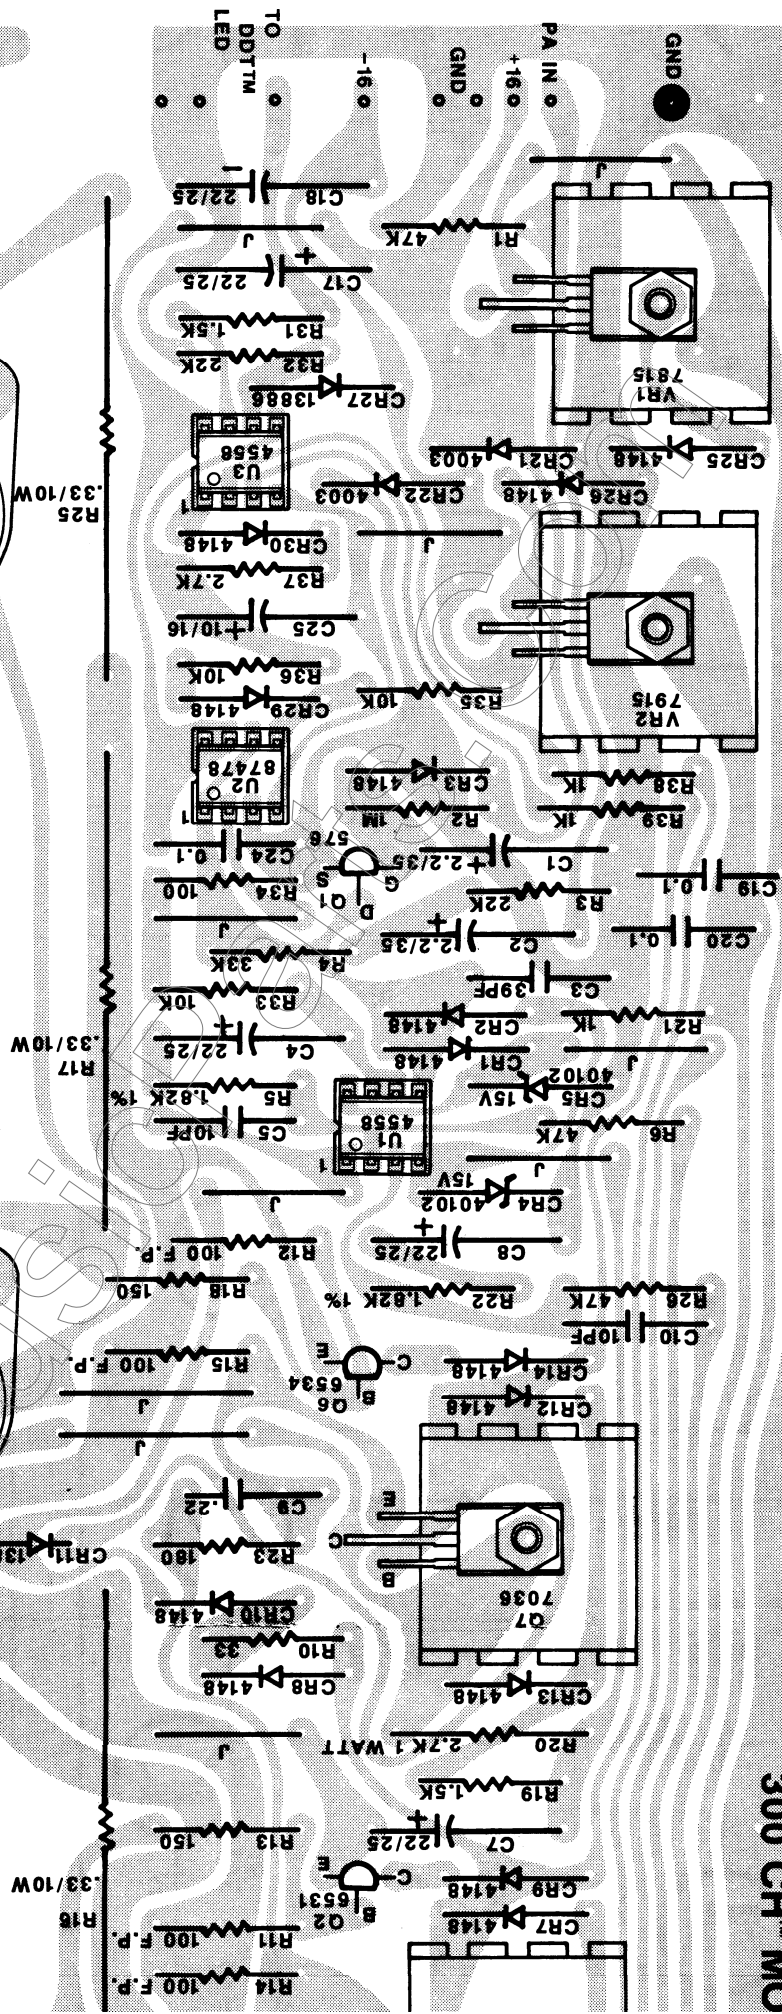 TO
DDTTM
LED
-16
GND
+16
PA IN
GND
J
22/25 C18
J
47K R1
22/25 C17
1.5K R31
22K R32
13886 CR27
VR1
7815
U3
4558
1
4003 CR21
4148 CR25
4003 CR22
4148 CR26
.33/10W
R25
4148 CR30
J
2.7K R37
+10/16 C25
10K R36
4148 CR29
10K R35
VR2
7915
U2
87478
1
4148 CR3
1K R38
1M R2
1K R39
0.1 C24
576
Q1
S
G
D
+2.2/35 C1
100 R34
22K R3
0.1 C19
J
+2.2/35 C2
0.1 C20
33K R4
39PF C3
10K R33
4148 CR2
1K R21
+22/25 C4
4148 CR1
J
.33/10W
R17
1.82K 1% R5
15V CR5
40102
10PF C5
U1
4558
1
47K R6
J
J
15V
40102 CR4
100 F.P. R12
+22/25 C8
150 R18
1.82K 1% R22
47K R26
10PF C10
100 F.P. R15
E
C
B
6534
Q6
4148 CR14
J
4148 CR12
J
.22 C9
E
C
B
Q7
7036
CR11
180 R23
4148 CR10
33 R10
4148 CR8
4148 CR13
J
2.7K 1 WATT R20
1.5K R19
150 R13
+22/25 C7
.33/10W
R16
E
C
B
6531
Q2
4148 CR9
100 F.P. R11
4148 CR7
100 F.P. R14
300 CH